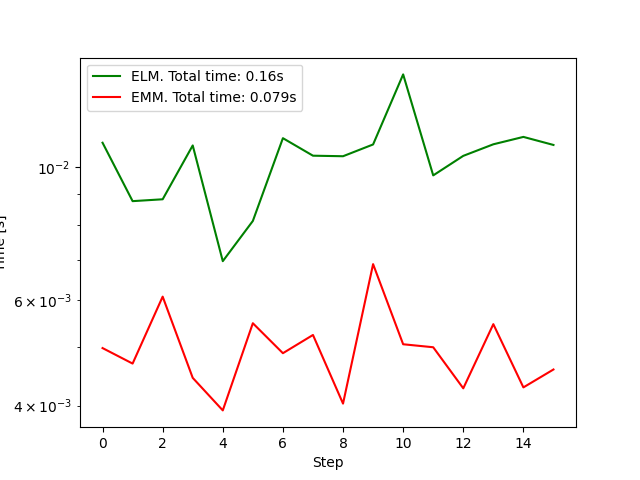 ELM. Total time: 0.16s
EMM. Total time: 0.079s
10⁻²
6 × 10⁻³
4 × 10⁻³
0 2 4 6 8 10 12 14
Step